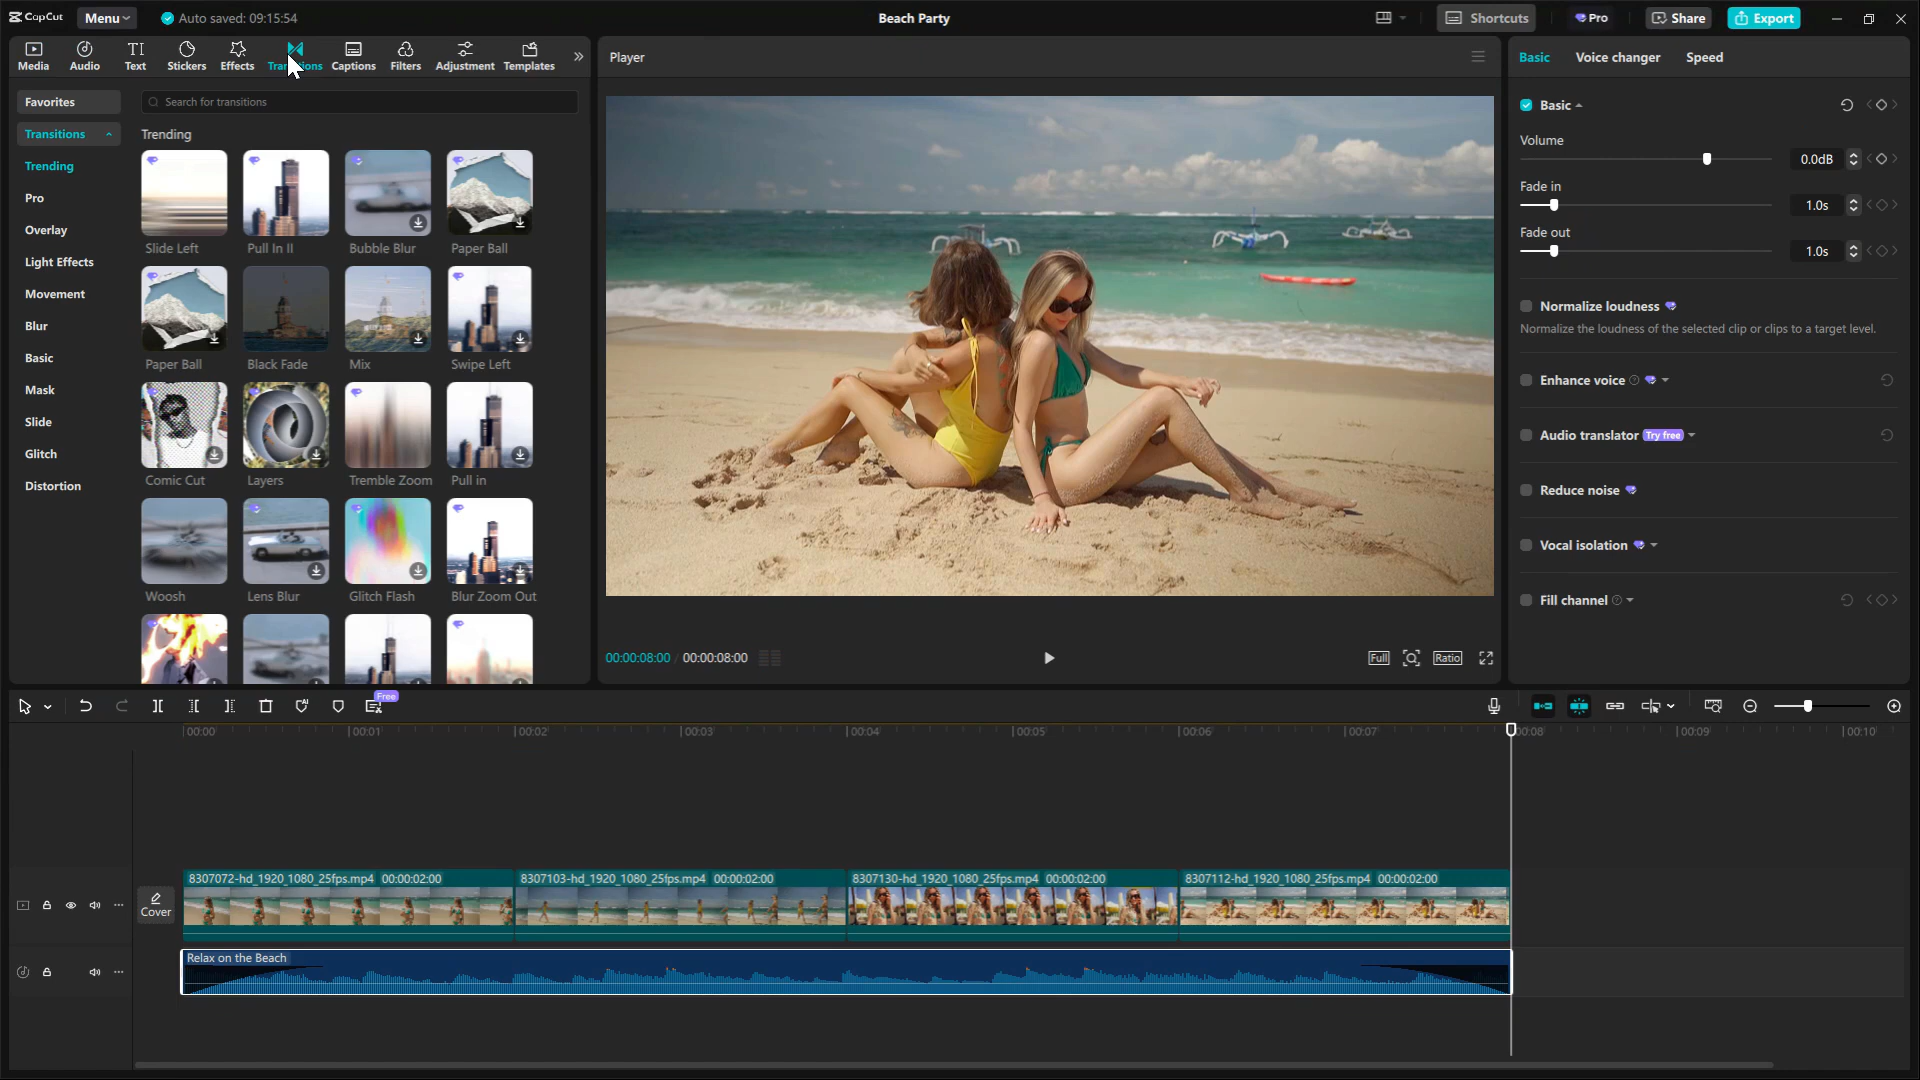 CapCut
Menu
Auto saved: 09:15:54
Beach Party
Shortcuts
Pro
Share
Export
Media
Audio
TI
Text
Stickers
Effects
Transitions
Captions
Filters
Adjustment
Templates
Player
Basic
Voice changer
Speed
Favorites
Search for transitions
Transitions
Trending
Pro
Overlay
Light Effects
Movement
Blur
Basic
Mask
Slide
Glitch
Distortion
Trending
Slide Left
Pull In II
Bubble Blur
Paper Ball
Paper Ball
Black Fade
Mix
Swipe Left
Comic Cut
Layers
Tremble Zoom
Pull in
Woosh
Lens Blur
Glitch Flash
Blur Zoom Out
Basic
Volume
0.0dB
Fade in
1.0s
Fade out
1.0s
Normalize loudness
Normalize the loudness of the selected clip or clips to a target level.
Enhance voice
Audio translator Try free
Reduce noise
Vocal isolation
Fill channel
00:00:08:00 / 00:00:08:00
Full
Ratio
Free
00:00
00:01
00:02
00:03
00:04
00:05
00:06
00:07
00:08
00:09
00:10
8307072-hd_1920_1080_25fps.mp4 00:00:02:00
8307103-hd_1920_1080_25fps.mp4 00:00:02:00
8307130-hd_1920_1080_25fps.mp4 00:00:02:00
8307112-hd_1920_1080_25fps.mp4 00:00:02:00
Cover
Relax on the Beach